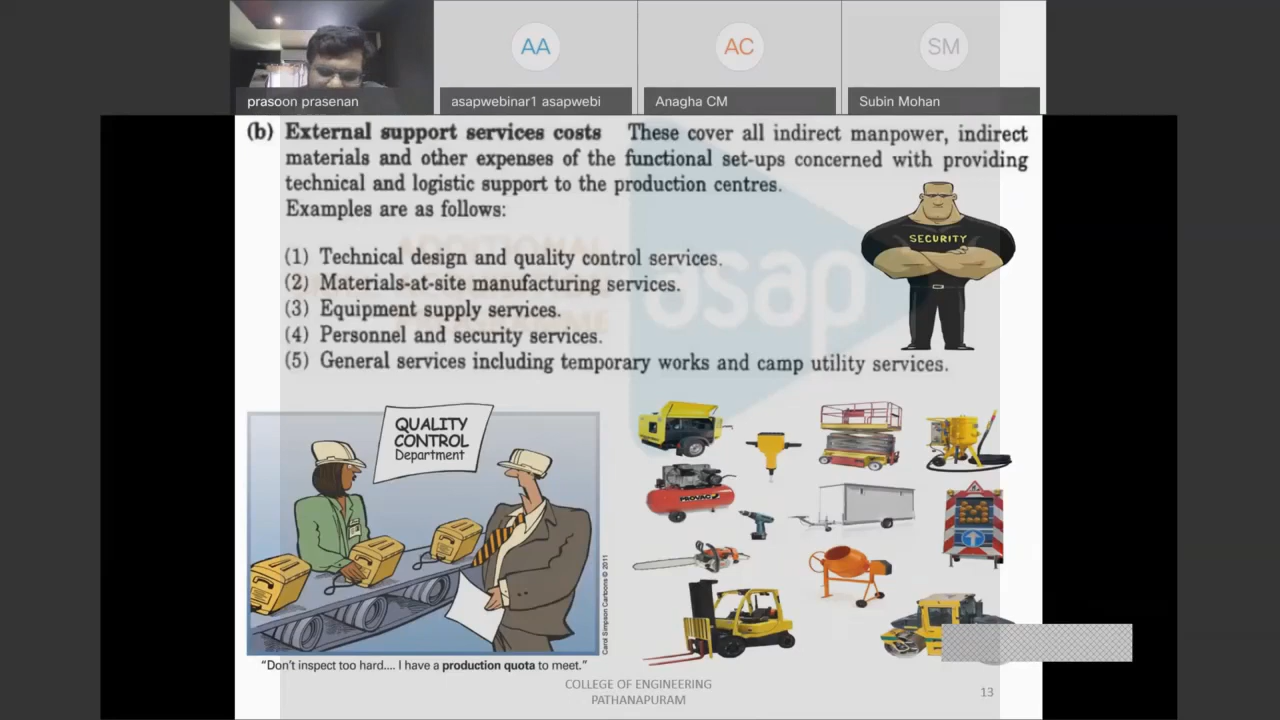 AA
AC
SM
prasoon prasenan
asapwebinar1 asapwebi
Anagha CM
Subin Mohan
(b) External support services costs These cover all indirect manpower, indirect
materials and other expenses of the functional set-ups concerned with providing
technical and logistic support to the production centres.
Examples are as follows:
(1) Technical design and quality control services.
(2) Materials-at-site manufacturing services.
(3) Equipment supply services.
(4) Personnel and security services.
(5) General services including temporary works and camp utility services.
SECURITY
asap
QUALITY
CONTROL
Department
Carol Simpson Cartoons © 2011
"Don't inspect too hard.... I have a production quota to meet."
COLLEGE OF ENGINEERING
PATHANAPURAM
13